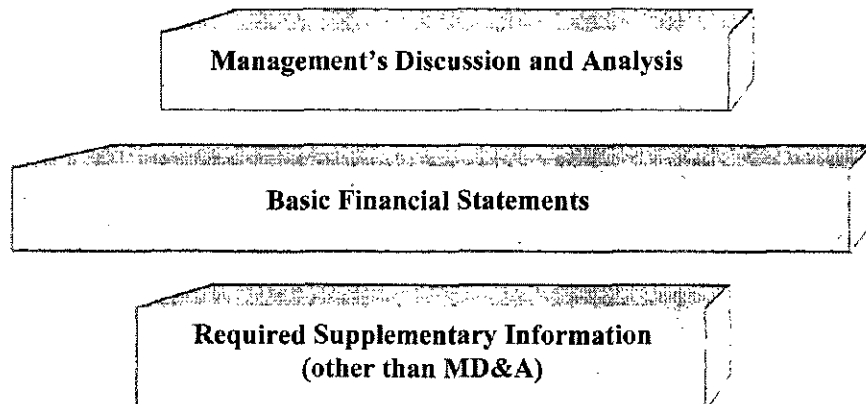 Management's Discussion and Analysis
Basic Financial Statements
Required Supplementary Information
(other than MD&A)